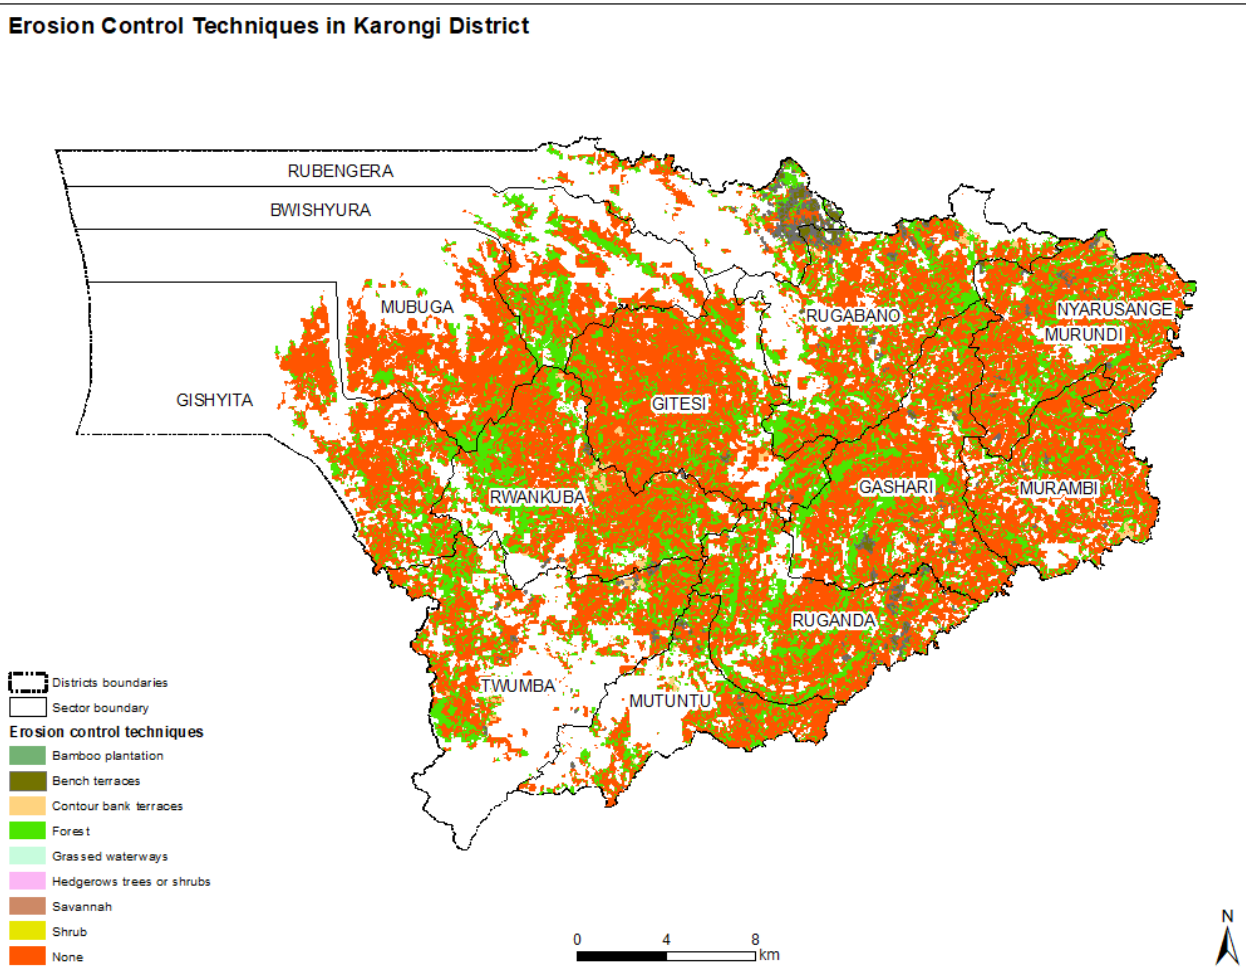 Erosion Control Techniques in Karongi District
RUBENGERA
BWISHYURA
MUBUGA
RUGABANO
NYARUSANGE
MURUNDI
GISHYITA
GITESI
RWANKUBA
GASHARI
MURAMBI
RUGANDA
TWUMBA
MUTUNTU
Districts boundaries
Sector boundary
Erosion control techniques
Bamboo plantation
Bench terraces
Contour bank terraces
Forest
Grassed waterways
Hedgerows trees or shrubs
Savannah
Shrub
None
0 4 8
km
N